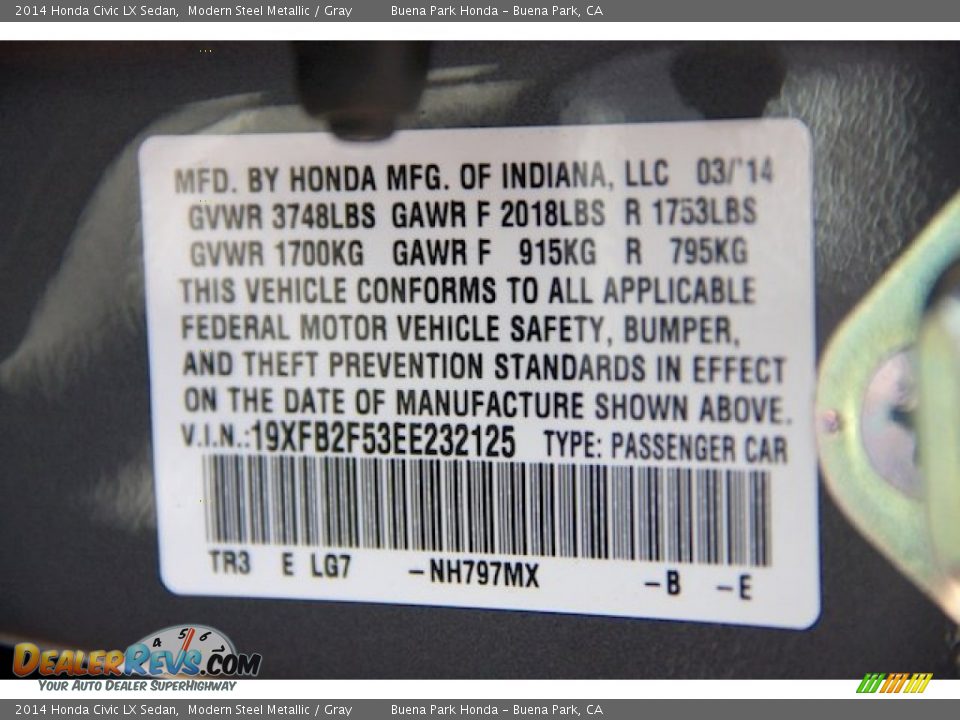 2014 Honda Civic LX Sedan, Modern Steel Metallic / Gray Buena Park Honda - Buena Park, CA
MFD. BY HONDA MFG. OF INDIANA, LLC 03/'14
GVWR 3748LBS GAWR F 2018LBS R 1753LBS
GVWR 1700KG GAWR F 915KG R 795KG
THIS VEHICLE CONFORMS TO ALL APPLICABLE
FEDERAL MOTOR VEHICLE SAFETY, BUMPER,
AND THEFT PREVENTION STANDARDS IN EFFECT
ON THE DATE OF MANUFACTURE SHOWN ABOVE.
V.I.N.:19XFB2F53EE232125 TYPE: PASSENGER CAR
TR3 E LG7 -NH797MX -B -E
4 5 6
DEALERREVS.COM
YOUR AUTO DEALER SUPERHIGHWAY
2014 Honda Civic LX Sedan, Modern Steel Metallic / Gray Buena Park Honda - Buena Park, CA